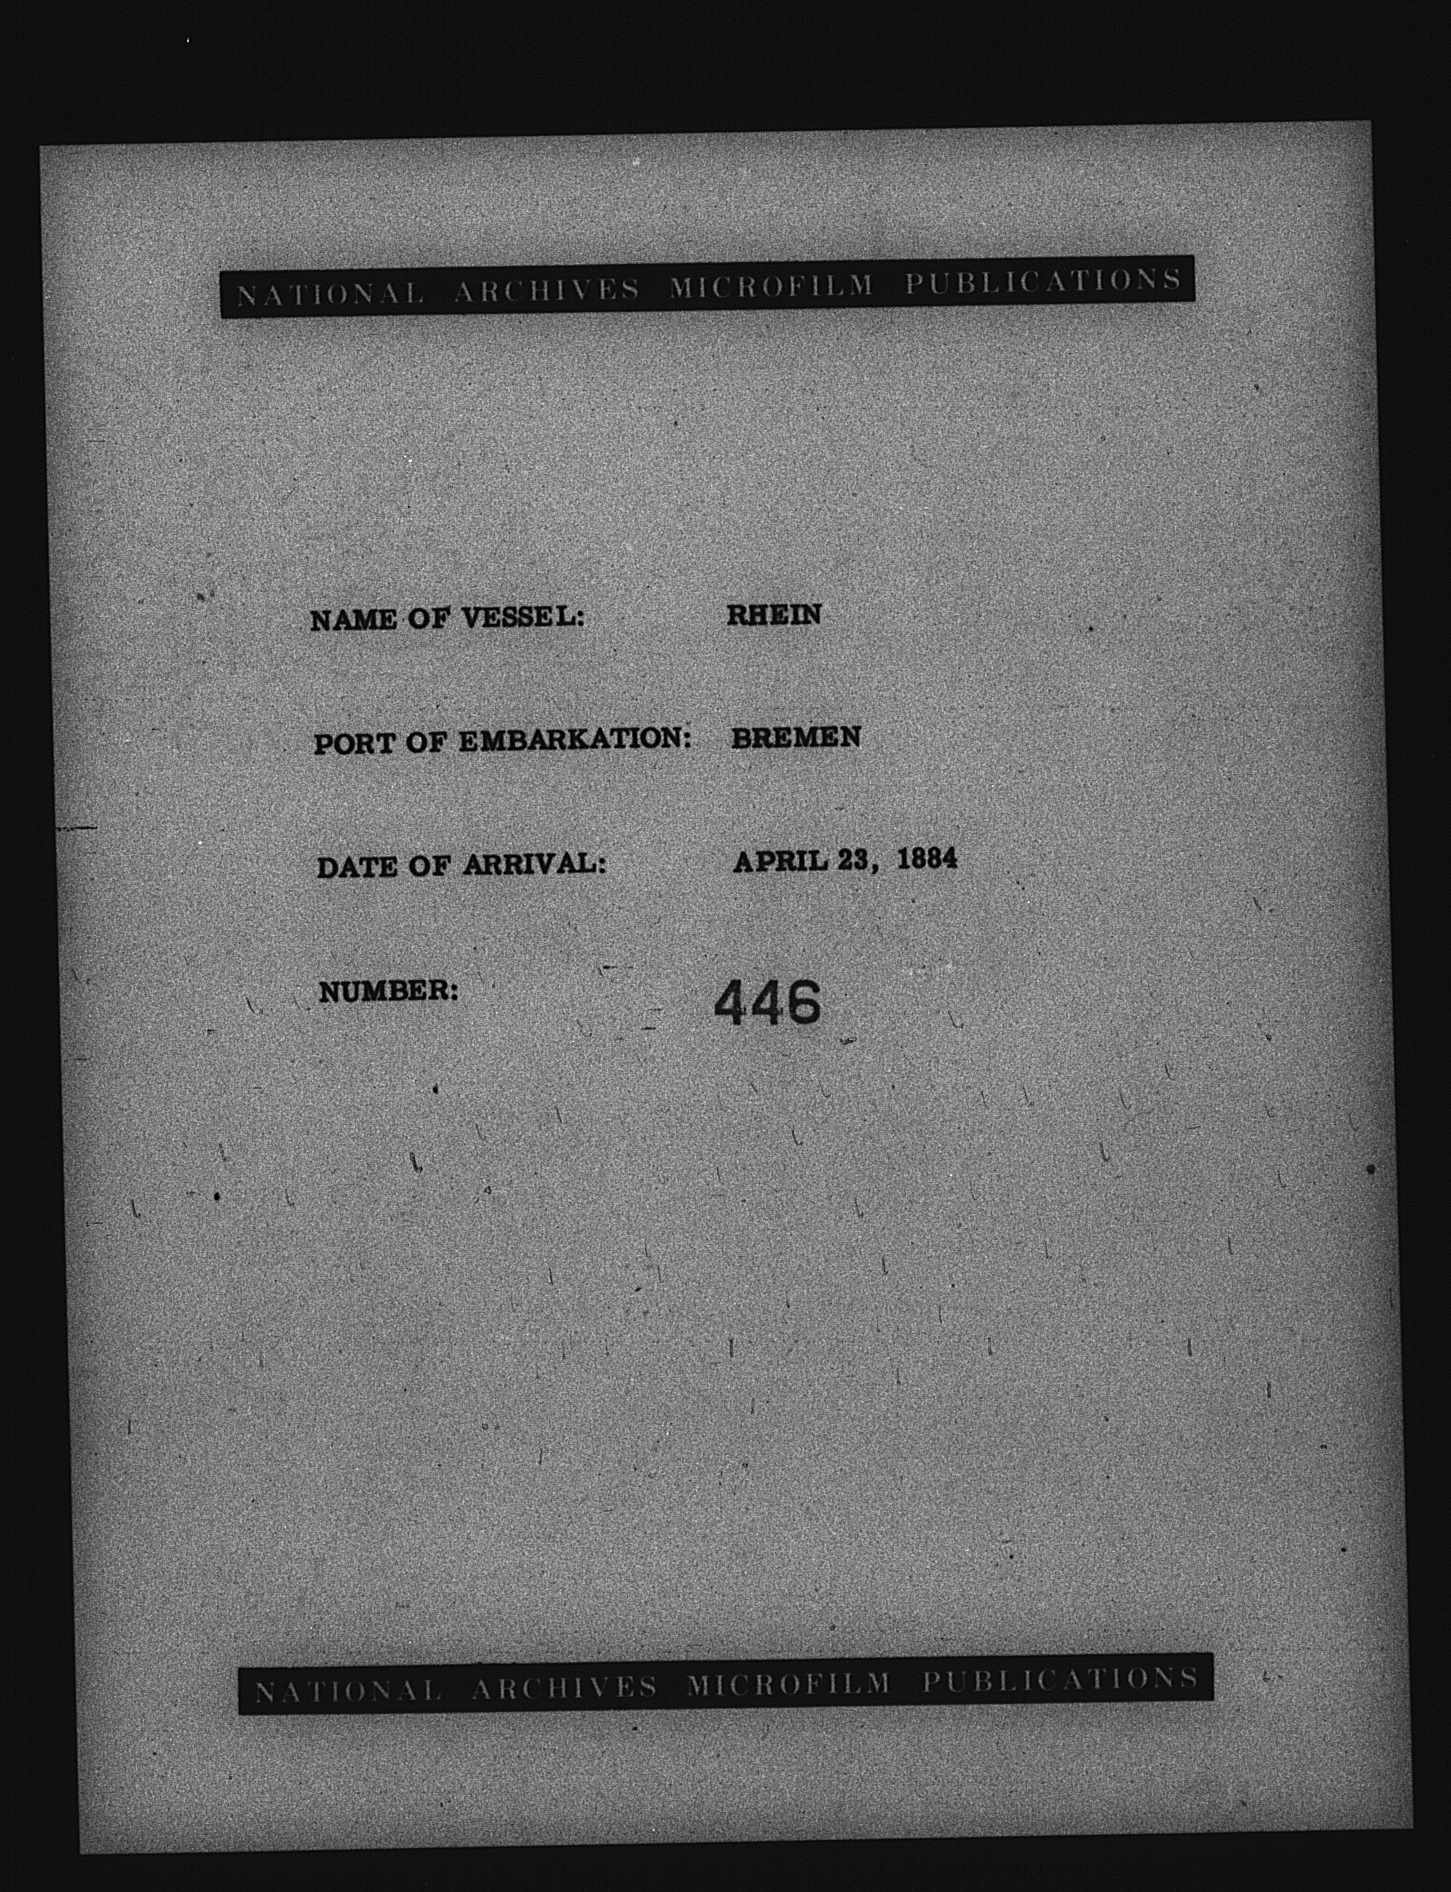 NATIONAL ARCHIVES MICROFILM PUBLICATIONS
NAME OF VESSEL: RHEIN
PORT OF EMBARKATION: BREMEN
DATE OF ARRIVAL: APRIL 23, 1884
NUMBER: 446
NATIONAL ARCHIVES MICROFILM PUBLICATIONS